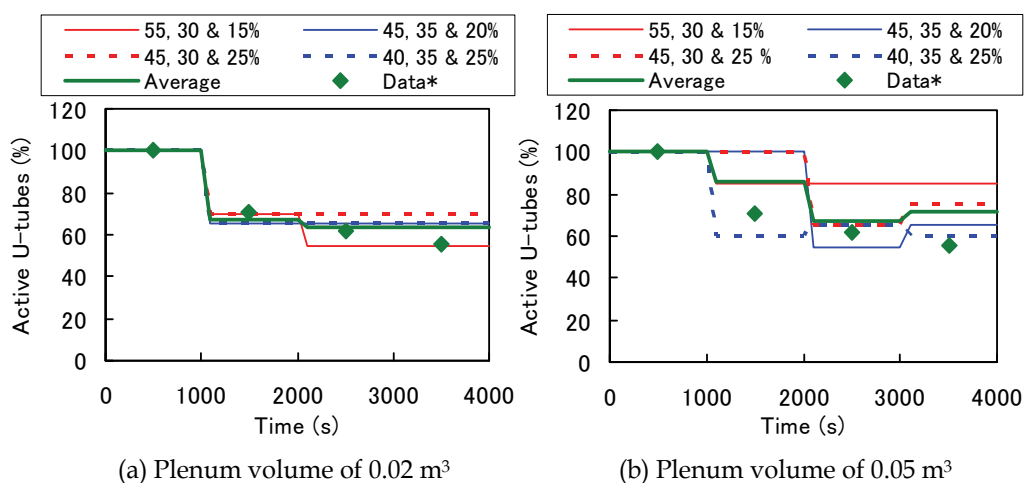 55, 30 & 15%
45, 35 & 20%
45, 30 & 25%
40, 35 & 25%
Average
Data*
120
100
80
60
40
20
0
Active U-tubes (%)
0 1000 2000 3000 4000
Time (s)
(a) Plenum volume of 0.02 m³
55, 30 & 15%
45, 35 & 20%
45, 30 & 25 %
40, 35 & 25%
Average
Data*
120
100
80
60
40
20
0
Active U-tubes (%)
0 1000 2000 3000 4000
Time (s)
(b) Plenum volume of 0.05 m³